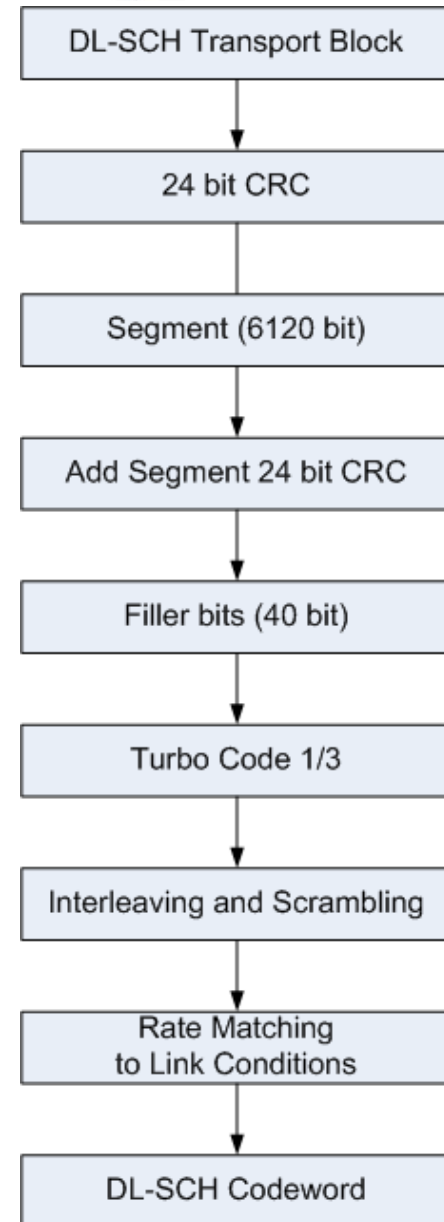 DL-SCH Transport Block
24 bit CRC
Segment (6120 bit)
Add Segment 24 bit CRC
Filler bits (40 bit)
Turbo Code 1/3
Interleaving and Scrambling
Rate Matching
to Link Conditions
DL-SCH Codeword